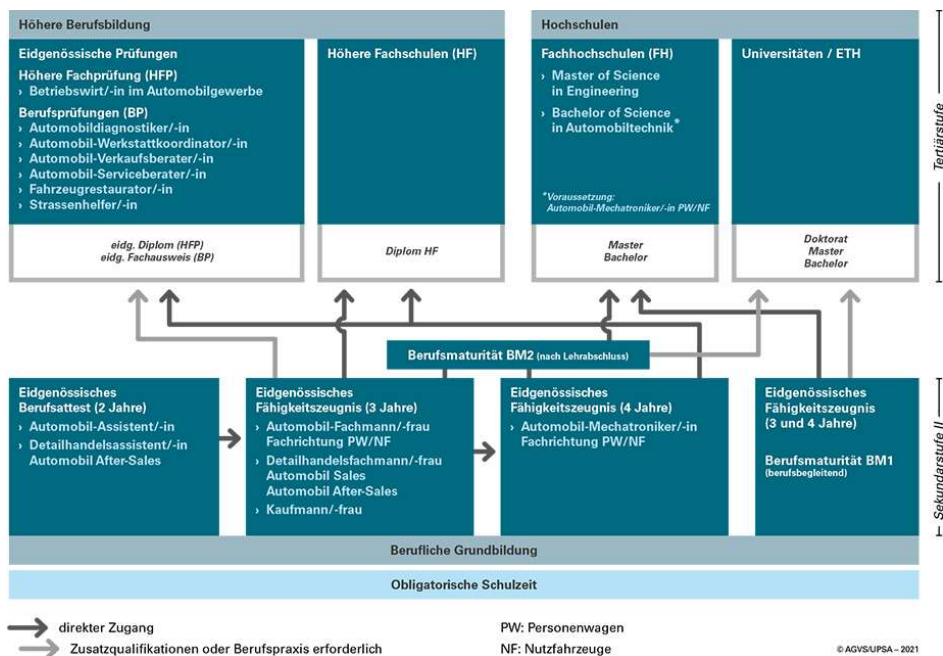 Höhere Berufsbildung
Eidgenössische Prüfungen
Höhere Fachprüfung (HFP)
› Betriebswirt/-in im Automobilgewerbe
Berufsprüfungen (BP)
› Automobildiagnostiker/-in
› Automobil-Werkstattkoordinator/-in
› Automobil-Verkaufsberater/-in
› Automobil-Serviceberater/-in
› Fahrzeugrestaurator/-in
› Strassenhelfer/-in
eidg. Diplom (HFP)
eidg. Fachausweis (BP)
Höhere Fachschulen (HF)
Diplom HF
Hochschulen
Fachhochschulen (FH)
› Master of Science
in Engineering
› Bachelor of Science
in Automobiltechnik*
*Voraussetzung:
Automobil-Mechatroniker/-in PW/NF
Master
Bachelor
Universitäten / ETH
Doktorat
Master
Bachelor
Tertiärstufe
Berufsmaturität BM2 (nach Lehrabschluss)
Eidgenössisches
Berufsattest (2 Jahre)
› Automobil-Assistent/-in
› Detailhandelsassistent/-in
Automobil After-Sales
Eidgenössisches
Fähigkeitszeugnis (3 Jahre)
› Automobil-Fachmann/-frau
Fachrichtung PW/NF
› Detailhandelsfachmann/-frau
Automobil Sales
Automobil After-Sales
› Kaufmann/-frau
Eidgenössisches
Fähigkeitszeugnis (4 Jahre)
› Automobil-Mechatroniker/-in
Fachrichtung PW/NF
Eidgenössisches
Fähigkeitszeugnis
(3 und 4 Jahre)
Berufsmaturität BM1
(berufsbegleitend)
Sekundarstufe II
Berufliche Grundbildung
Obligatorische Schulzeit
direkter Zugang
Zusatzqualifikationen oder Berufspraxis erforderlich
PW: Personenwagen
NF: Nutzfahrzeuge
© AGVS/UPSA – 2021